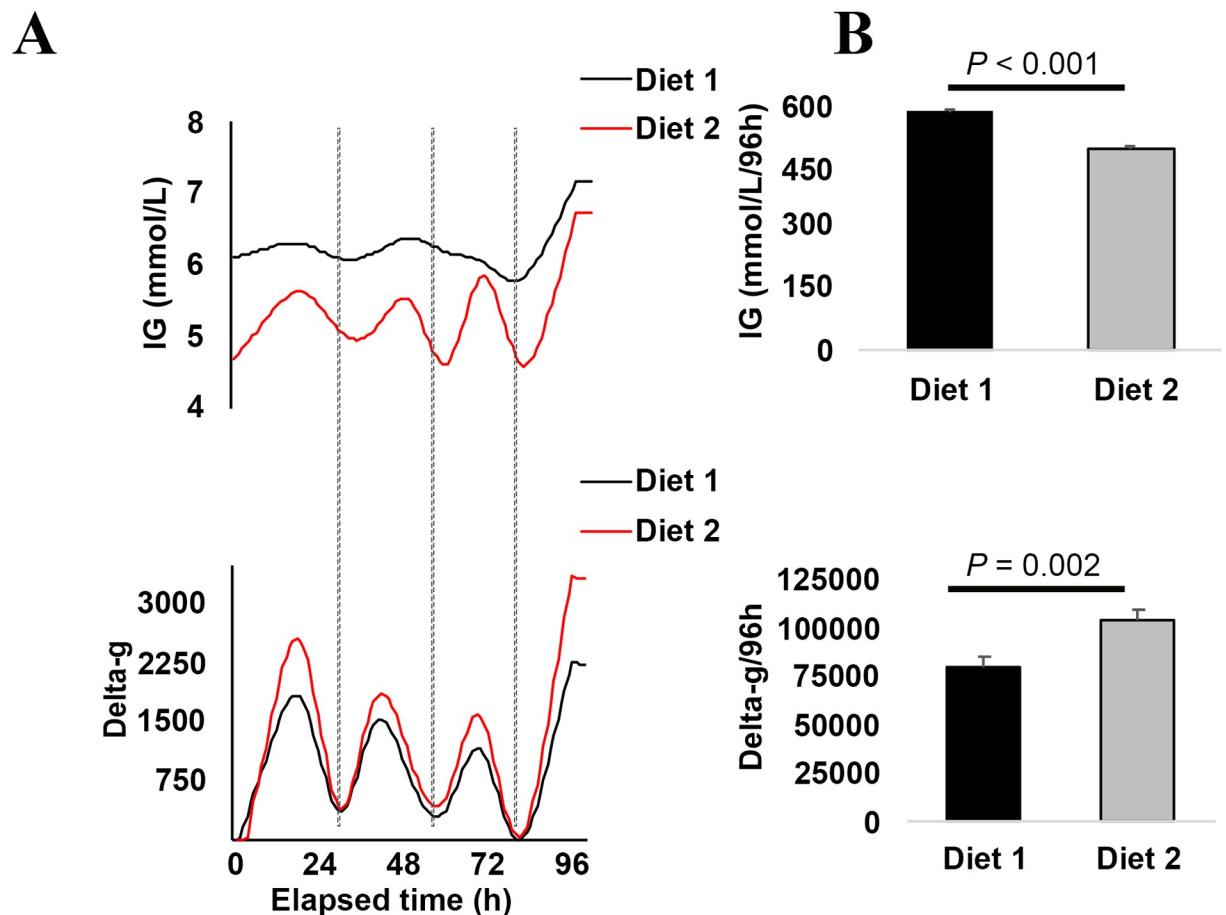 A
Diet 1
Diet 2
8
7
6
5
4
IG (mmol/L)
Diet 1
Diet 2
3000
2250
1500
750
Delta-g
0 24 48 72 96
Elapsed time (h)
B
P < 0.001
600
450
300
150
0
IG (mmol/L/96h)
Diet 1 Diet 2
P = 0.002
125000
100000
75000
50000
25000
0
Delta-g/96h
Diet 1 Diet 2